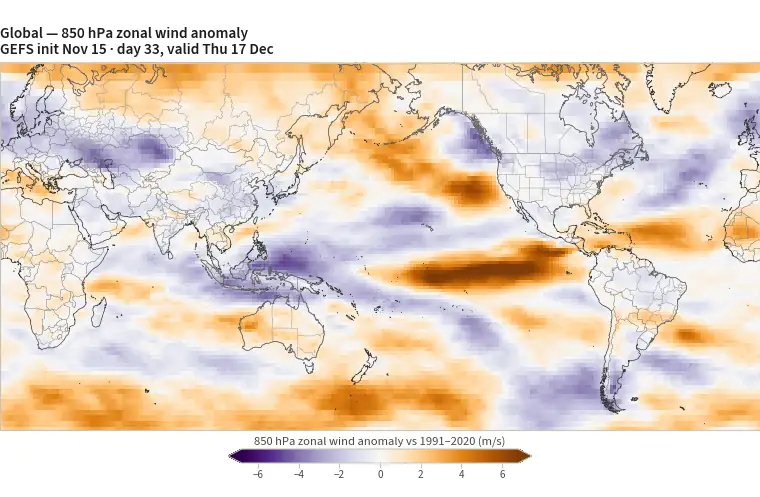 Global — 850 hPa zonal wind anomaly
GEFS init Nov 15 · day 33, valid Thu 17 Dec
850 hPa zonal wind anomaly vs 1991–2020 (m/s)
−6 −4 −2 0 2 4 6